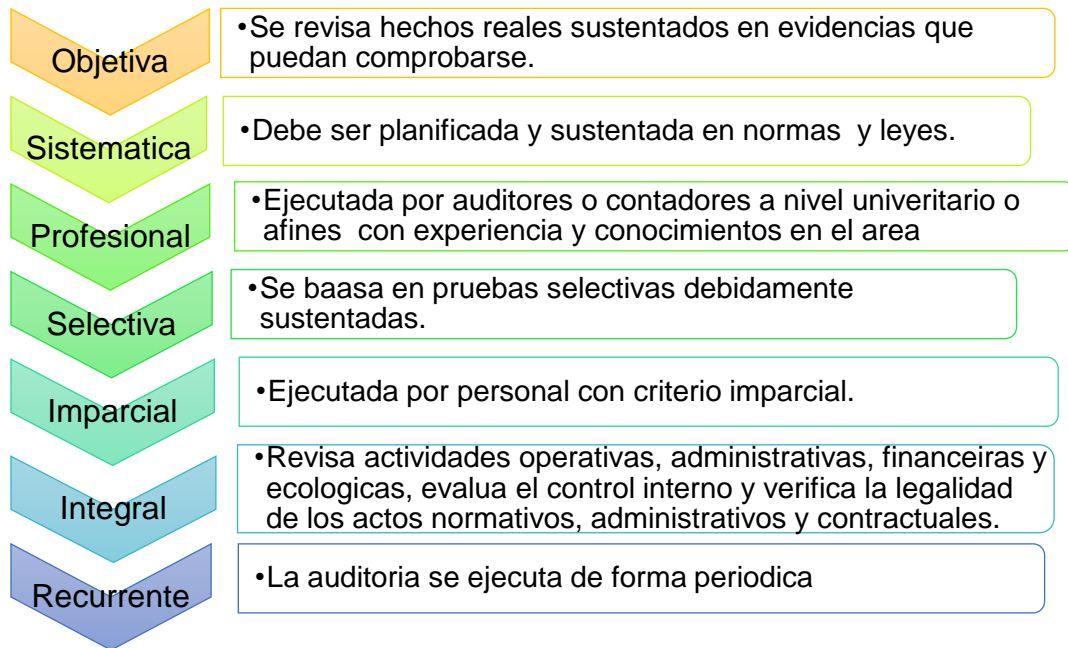 Objetiva
•Se revisa hechos reales sustentados en evidencias que
puedan comprobarse.
Sistematica
•Debe ser planificada y sustentada en normas y leyes.
Profesional
•Ejecutada por auditores o contadores a nivel univeritario o
afines con experiencia y conocimientos en el area
Selectiva
•Se baasa en pruebas selectivas debidamente
sustentadas.
Imparcial
•Ejecutada por personal con criterio imparcial.
Integral
•Revisa actividades operativas, administrativas, financeiras y
ecologicas, evalua el control interno y verifica la legalidad
de los actos normativos, administrativos y contractuales.
Recurrente
•La auditoria se ejecuta de forma periodica